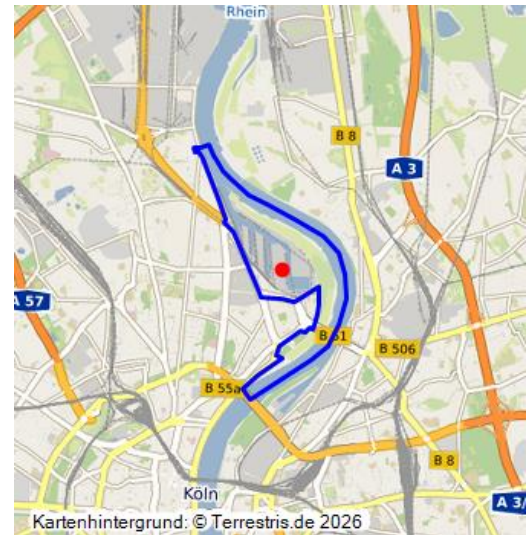 Rhein
B 8
A 3
A 57
B 51
B 506
B 55a
B 8
Köln
A 3/
Kartenhintergrund: © Terrestris.de 2026